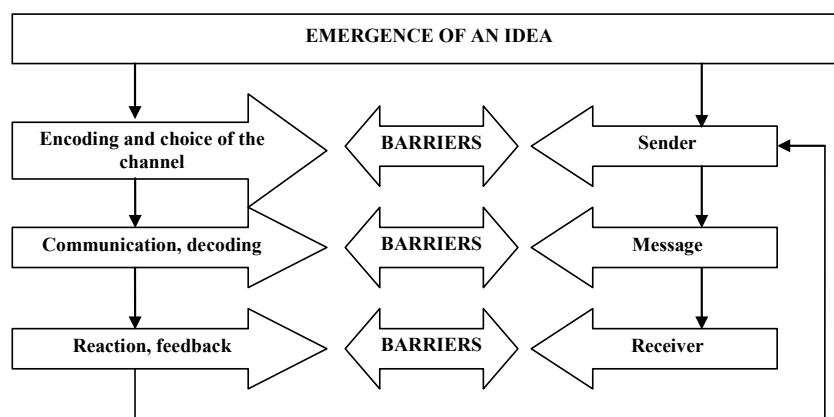 EMERGENCE OF AN IDEA
Encoding and choice of the
channel
BARRIERS
Sender
Communication, decoding
BARRIERS
Message
Reaction, feedback
BARRIERS
Receiver